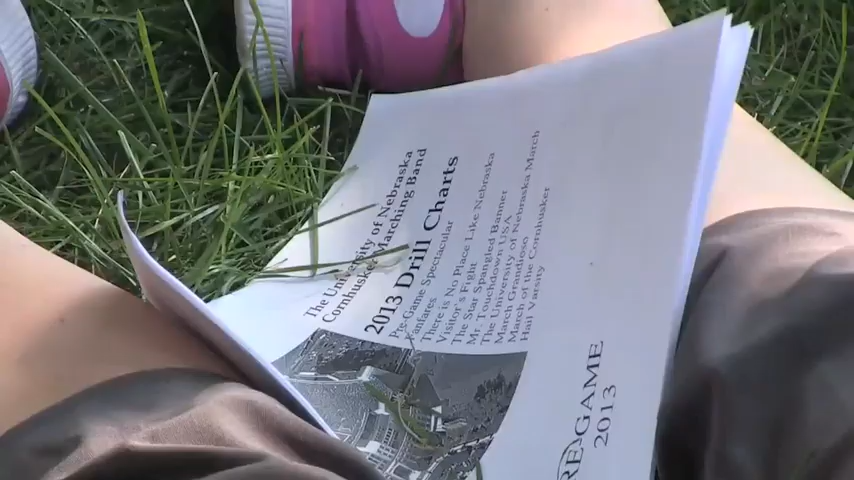 The University of Nebraska
Cornhusker Marching Band
2013 Drill Charts
Pre-Game Spectacular
Fanfares
There is No Place Like Nebraska
Visitor's Fight
The Star Spangled Banner
Mr. Touchdown USA
The University of Nebraska March
March Grandioso
March of the Cornhusker
Hail Varsity
REGAME
2013